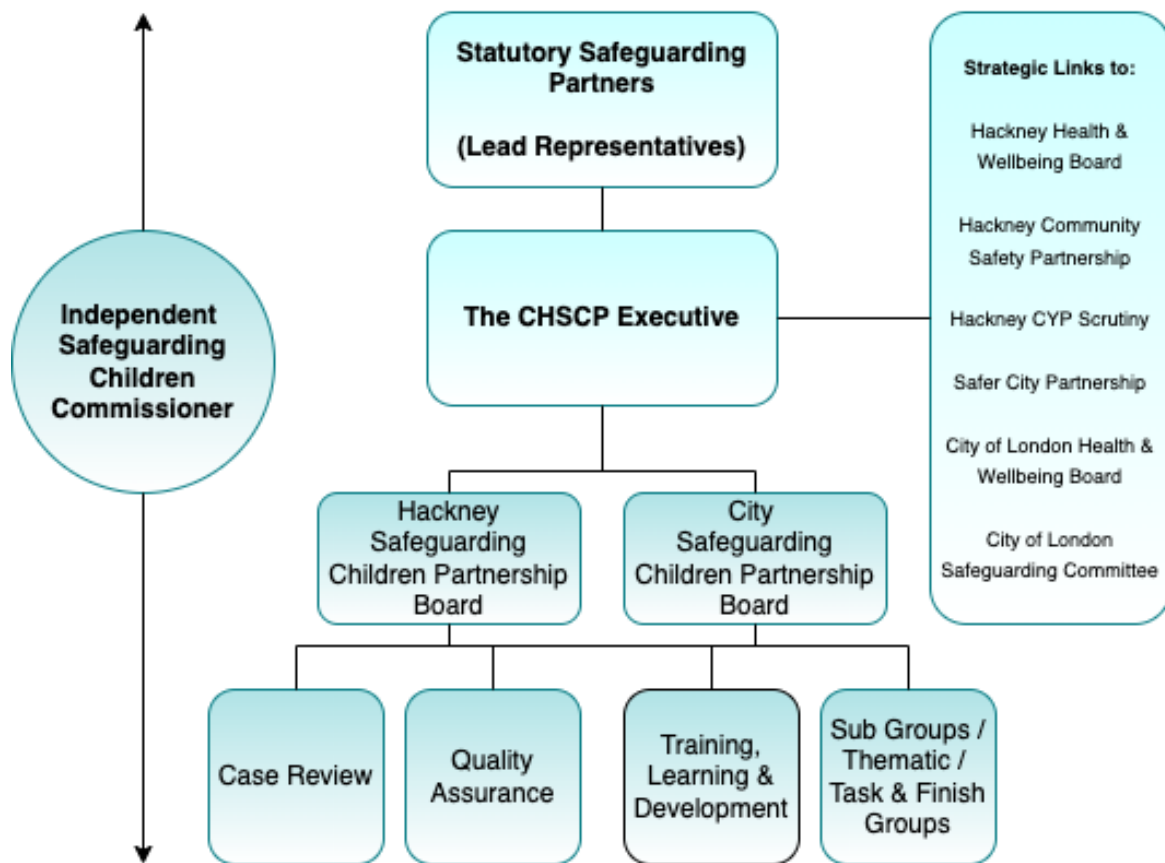 Statutory Safeguarding
Partners
(Lead Representatives)
Strategic Links to:
Hackney Health &
Wellbeing Board
Hackney Community
Safety Partnership
Hackney CYP Scrutiny
Safer City Partnership
City of London Health &
Wellbeing Board
City of London
Safeguarding Committee
Independent
Safeguarding
Children
Commissioner
The CHSCP Executive
Hackney
Safeguarding
Children Partnership
Board
City
Safeguarding
Children Partnership
Board
Case Review
Quality
Assurance
Training,
Learning &
Development
Sub Groups /
Thematic /
Task & Finish
Groups